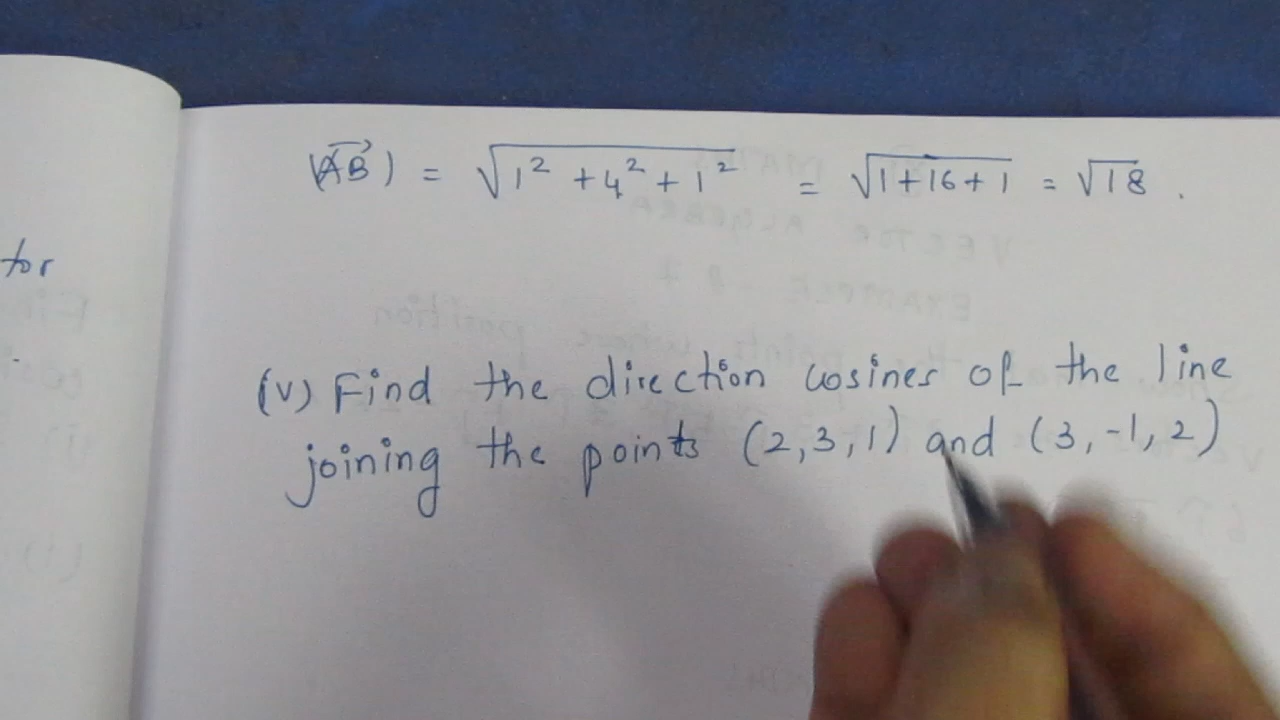 |AB⃗| = √1² + 4² + 1² = √1+16+1 = √18 .
tor
(v) Find the direction cosines of the line
joining the points (2,3,1) and (3,-1,2)